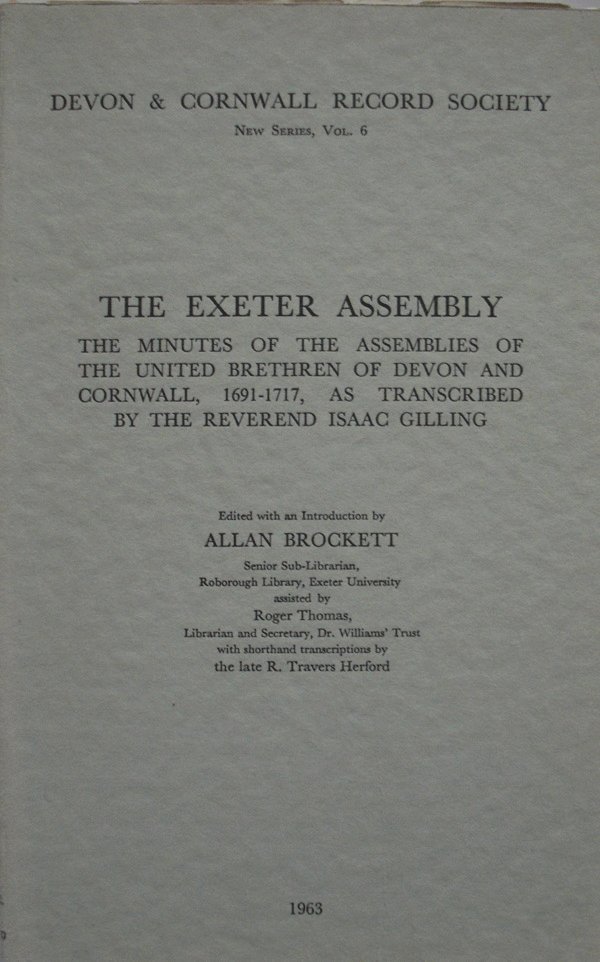 DEVON & CORNWALL RECORD SOCIETY
NEW SERIES, VOL. 6
THE EXETER ASSEMBLY
THE MINUTES OF THE ASSEMBLIES OF
THE UNITED BRETHREN OF DEVON AND
CORNWALL, 1691-1717, AS TRANSCRIBED
BY THE REVEREND ISAAC GILLING
Edited with an Introduction by
ALLAN BROCKETT
Senior Sub-Librarian,
Roborough Library, Exeter University
assisted by
Roger Thomas,
Librarian and Secretary, Dr. Williams' Trust
with shorthand transcriptions by
the late R. Travers Herford
1963